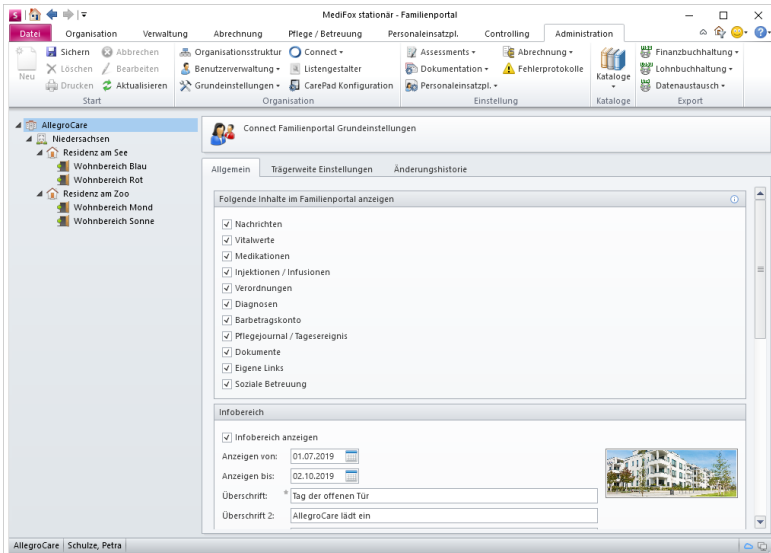 MediFox stationär - Familienportal
Datei Organisation Verwaltung Abrechnung Pflege / Betreuung Personaleinsatzpl. Controlling Administration
Neu
Sichern Abbrechen
Löschen Bearbeiten
Drucken Aktualisieren
Start
Organisationsstruktur Connect
Benutzerverwaltung Listengestalter
Grundeinstellungen CarePad Konfiguration
Organisation
Assessments Abrechnung
Dokumentation Fehlerprotokolle
Personaleinsatzpl.
Einstellung
Kataloge
Kataloge
Finanzbuchhaltung
Lohnbuchhaltung
Datenaustausch
Export
AllegroCare
Niedersachsen
Residenz am See
Wohnbereich Blau
Wohnbereich Rot
Residenz am Zoo
Wohnbereich Mond
Wohnbereich Sonne
Connect Familienportal Grundeinstellungen
Allgemein Trägerweite Einstellungen Änderungshistorie
Folgende Inhalte im Familienportal anzeigen
Nachrichten
Vitalwerte
Medikationen
Injektionen / Infusionen
Verordnungen
Diagnosen
Barbetragskonto
Pflegejournal / Tagesereignis
Dokumente
Eigene Links
Soziale Betreuung
Infobereich
Infobereich anzeigen
Anzeigen von: 01.07.2019
Anzeigen bis: 02.10.2019
Überschrift: * Tag der offenen Tür
Überschrift 2: AllegroCare lädt ein
AllegroCare Schulze, Petra